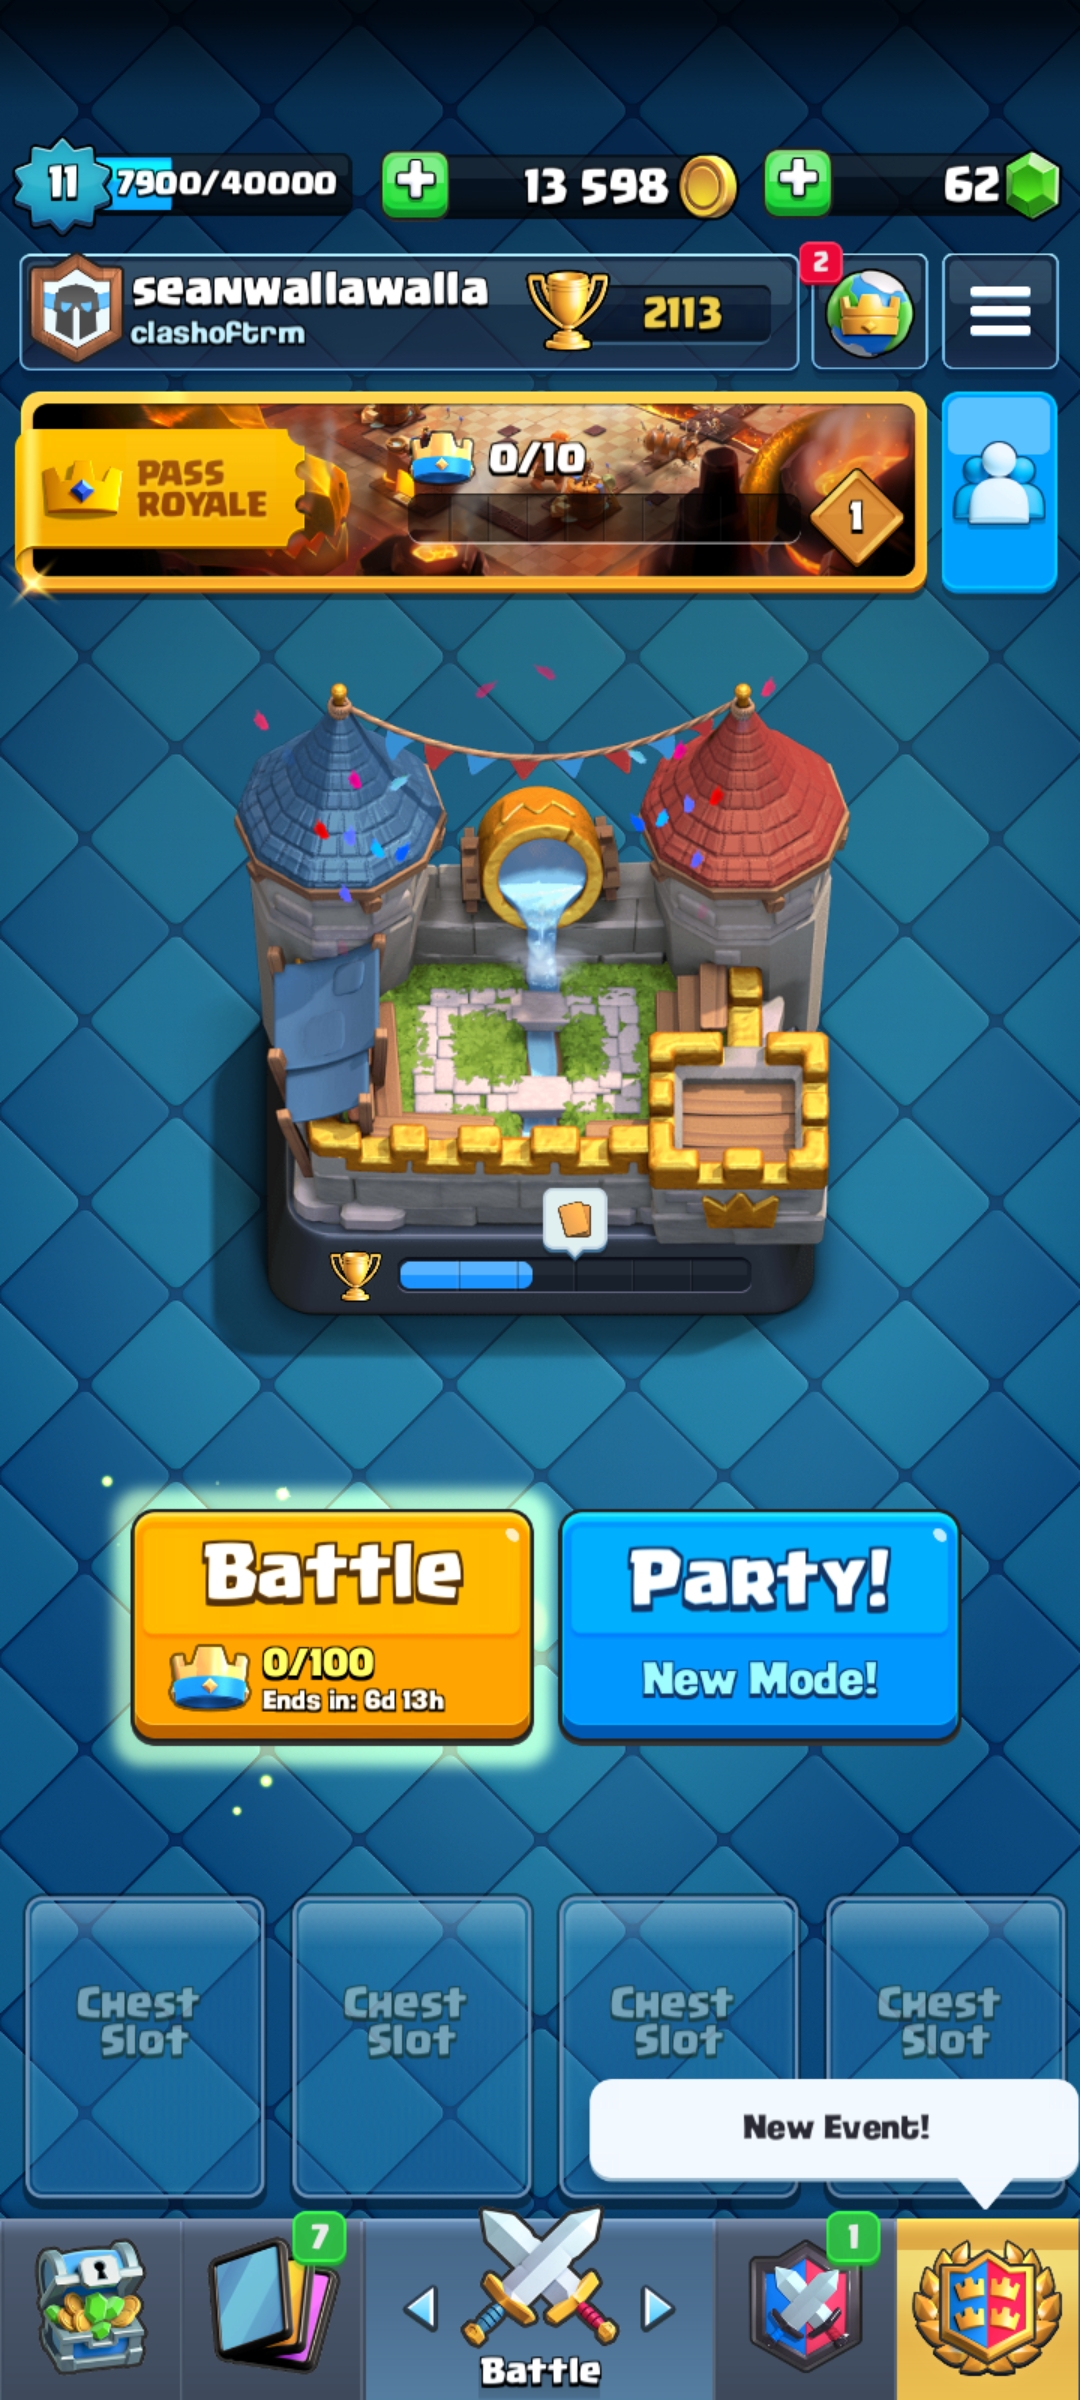 11
7900/40000
13 598
62
seanwallawalla
clashoftrm
2113
2
PASS
ROYALE
0/10
1
Battle
0/100
Ends in: 6d 13h
Party!
New Mode!
Chest
Slot
Chest
Slot
Chest
Slot
Chest
Slot
New Event!
7
1
Battle